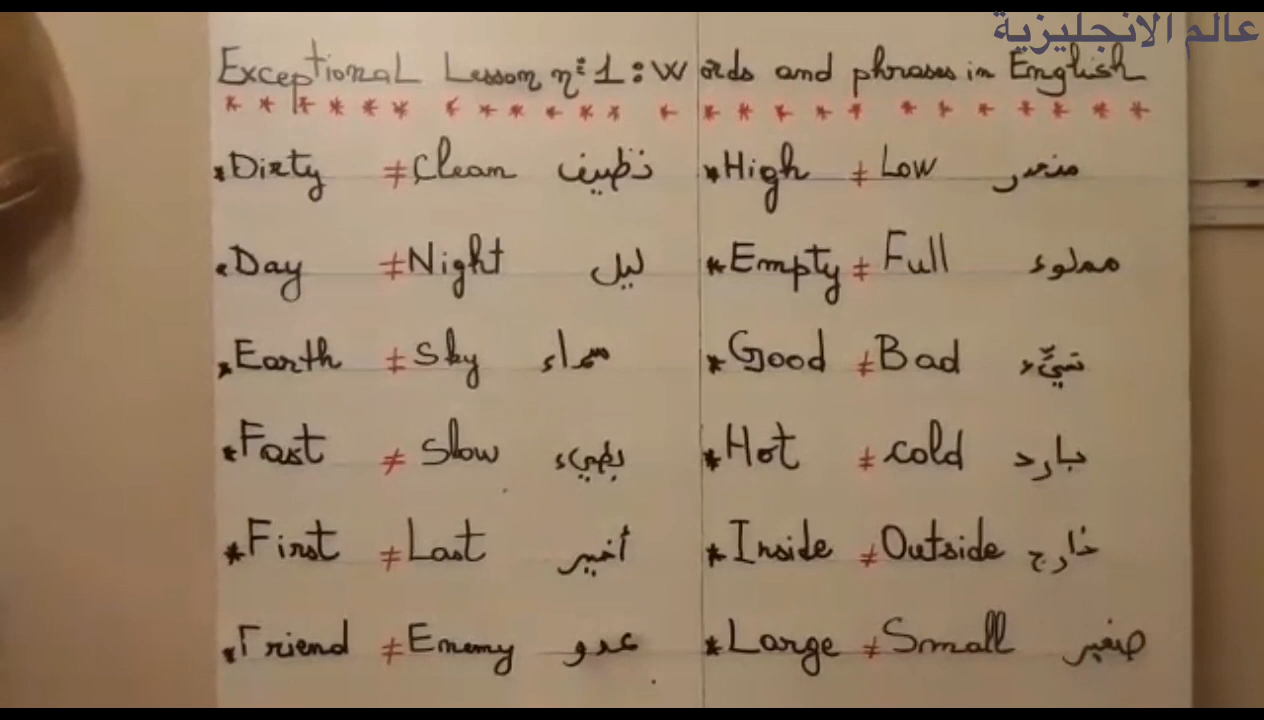 عالم الانجليزية
Exceptional Lesson n°1: Words and phrases in English
* * * * * * * * * * * * * * * * * * * * * * * * *
*Dirty ≠ Clean نظيف *High ≠ Low منحدر
*Day ≠ Night ليل *Empty ≠ Full مملوء
*Earth ≠ Sky سماء *Good ≠ Bad
*Fast ≠ Slow بطيء *Hot ≠ cold بارد
*First ≠ Last أخير *Inside ≠ Outside خارج
*Friend ≠ Enemy عدو *Large ≠ Small صغير